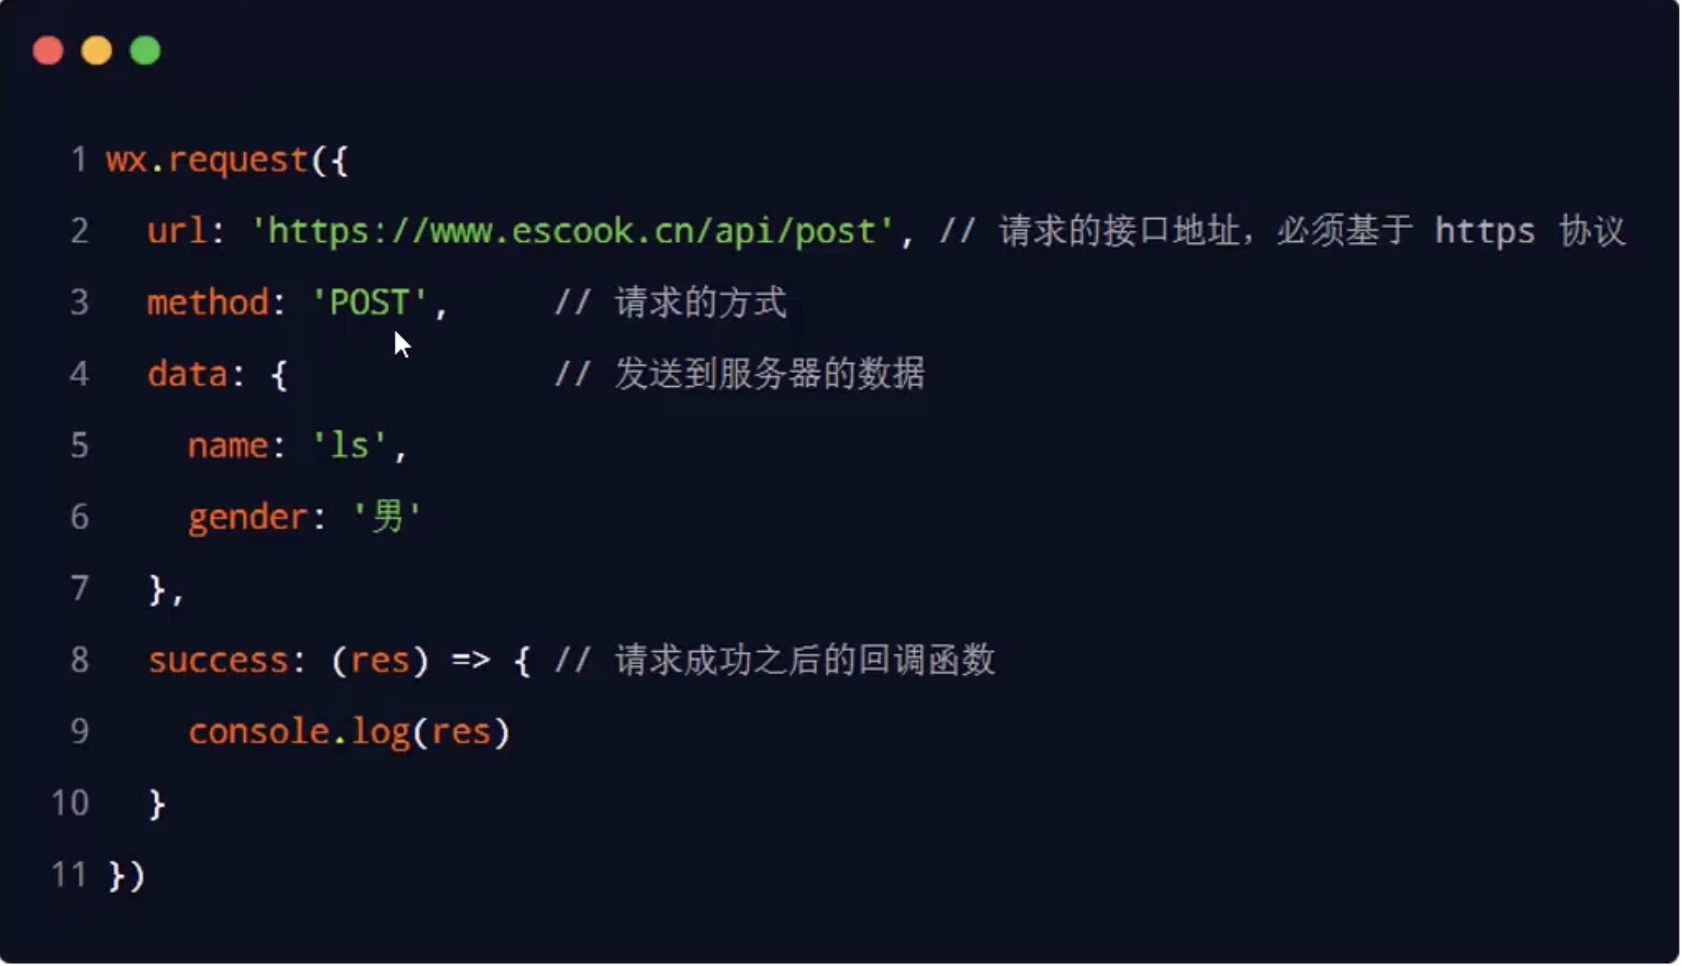 1 wx.request({
2   url: 'https://www.escook.cn/api/post', // 请求的接口地址，必须基于 https 协议
3   method: 'POST',     // 请求的方式
4   data: {             // 发送到服务器的数据
5     name: 'ls',
6     gender: '男'
7   },
8   success: (res) => { // 请求成功之后的回调函数
9     console.log(res)
10   }
11 })